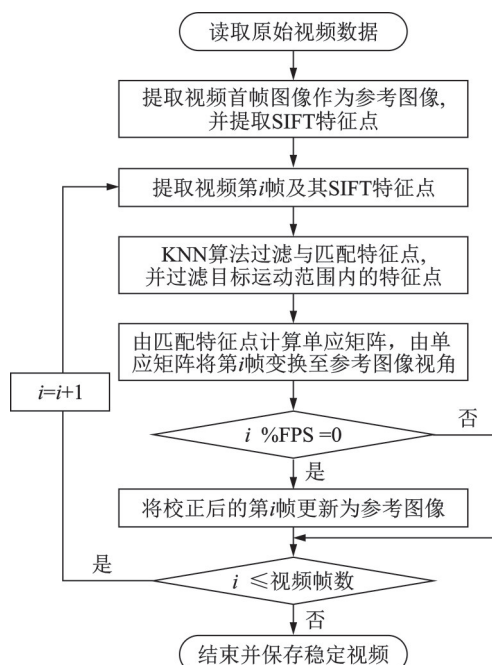 读取原始视频数据
提取视频首帧图像作为参考图像,
并提取SIFT特征点
提取视频第i帧及其SIFT特征点
KNN算法过滤与匹配特征点,
并过滤目标运动范围内的特征点
由匹配特征点计算单应矩阵，由单
应矩阵将第i帧变换至参考图像视角
i=i+1
i %FPS =0
否
是
将校正后的第i帧更新为参考图像
是
i ≤视频帧数
否
结束并保存稳定视频